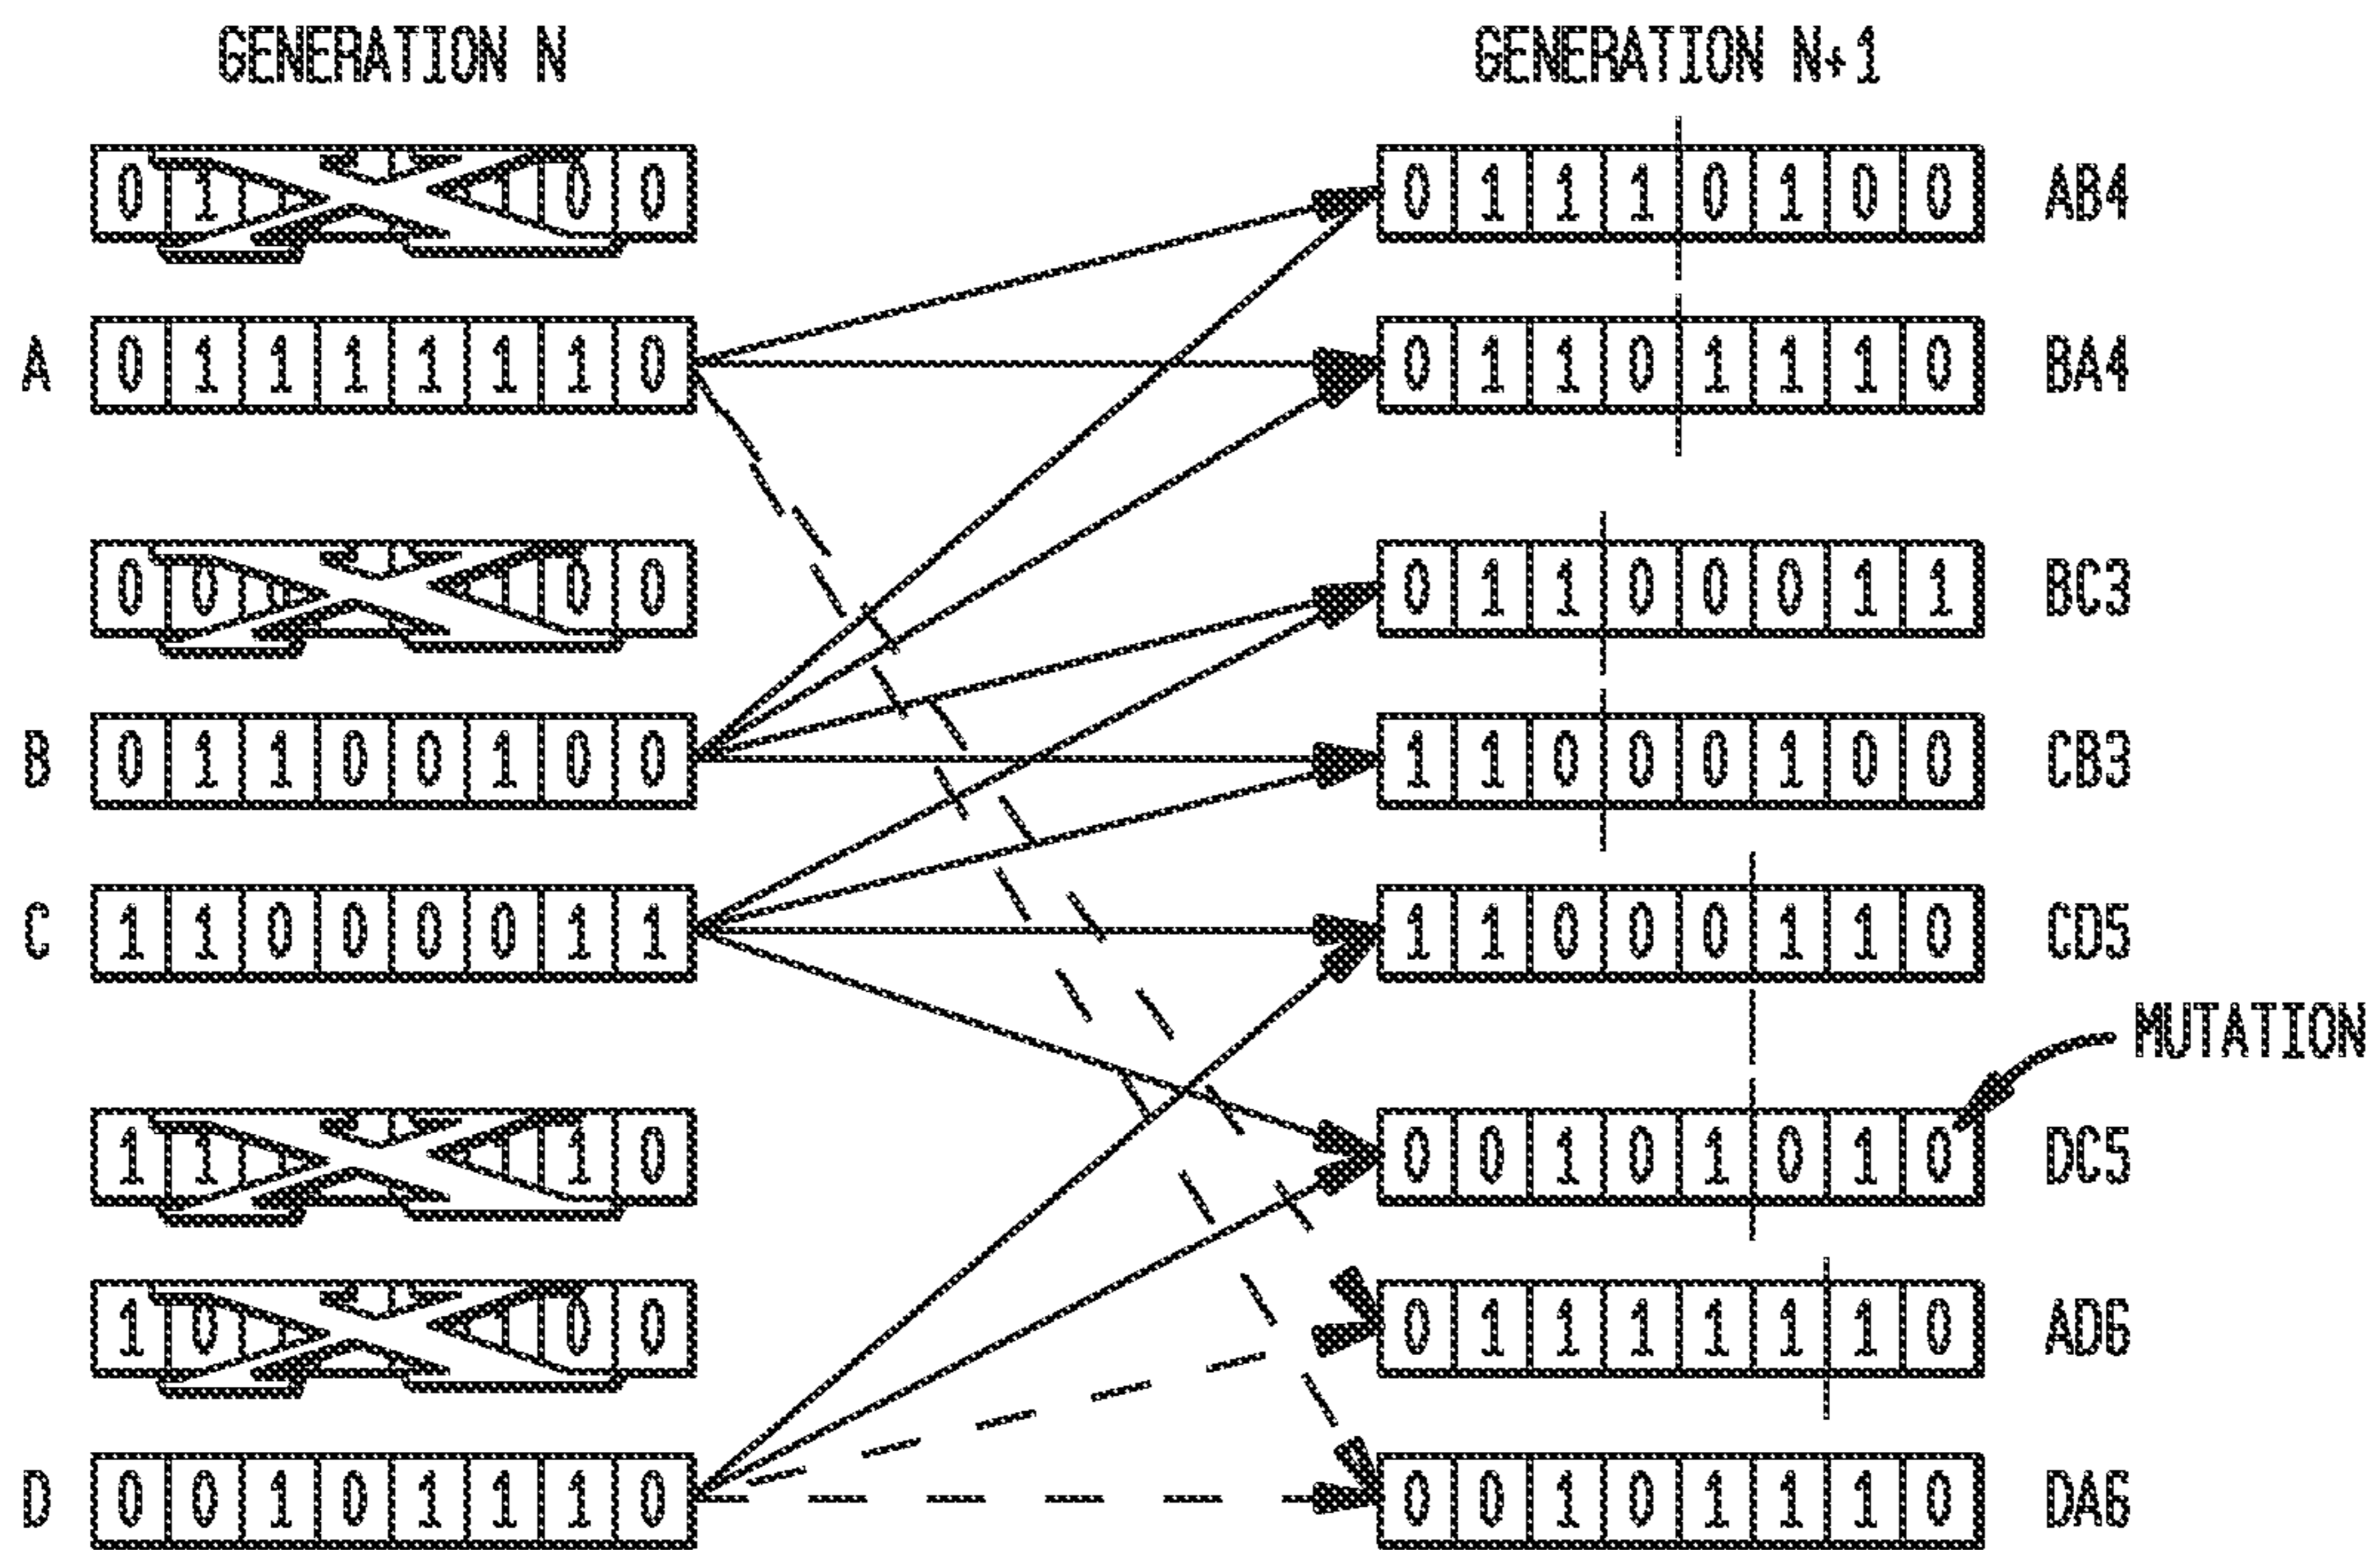 GENERATION N GENERATION N+1
0 1 0 0 0 1 1 1 0 1 0 0 AB4
A 0 1 1 1 1 1 1 0 0 1 1 0 1 1 1 0 BA4
0 0 0 0 0 1 1 0 0 0 1 1 BC3
B 0 1 1 0 0 1 0 0 1 1 0 0 0 1 0 0 CB3
C 1 1 0 0 0 0 1 1 1 1 0 0 0 1 1 0 CD5
MUTATION
1 1 1 0 0 0 1 0 1 0 1 0 DC5
1 0 0 0 0 1 1 1 1 1 1 0 AD6
D 0 0 1 0 1 1 1 0 0 0 1 0 1 1 1 0 DA6